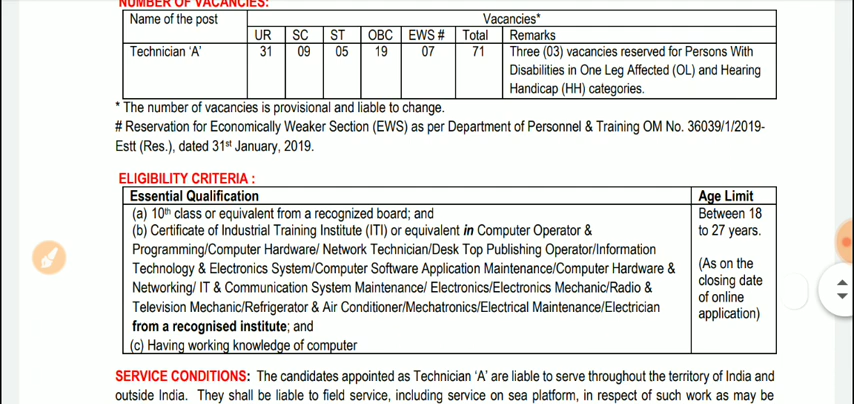 NUMBER OF VACANCIES:
Name of the post
Vacancies*
UR SC ST OBC EWS # Total Remarks
Technician ‘A’ 31 09 05 19 07 71 Three (03) vacancies reserved for Persons With
Disabilities in One Leg Affected (OL) and Hearing
Handicap (HH) categories.
* The number of vacancies is provisional and liable to change.
# Reservation for Economically Weaker Section (EWS) as per Department of Personnel & Training OM No. 36039/1/2019-
Estt (Res.), dated 31st January, 2019.
ELIGIBILITY CRITERIA :
Essential Qualification
(a) 10th class or equivalent from a recognized board; and
(b) Certificate of Industrial Training Institute (ITI) or equivalent in Computer Operator &
Programming/Computer Hardware/ Network Technician/Desk Top Publishing Operator/Information
Technology & Electronics System/Computer Software Application Maintenance/Computer Hardware &
Networking/ IT & Communication System Maintenance/ Electronics/Electronics Mechanic/Radio &
Television Mechanic/Refrigerator & Air Conditioner/Mechatronics/Electrical Maintenance/Electrician
from a recognised institute; and
(c) Having working knowledge of computer
Age Limit
Between 18
to 27 years.
(As on the
closing date
of online
application)
SERVICE CONDITIONS: The candidates appointed as Technician ‘A’ are liable to serve throughout the territory of India and
outside India. They shall be liable to field service, including service on sea platform, in respect of such work as may be